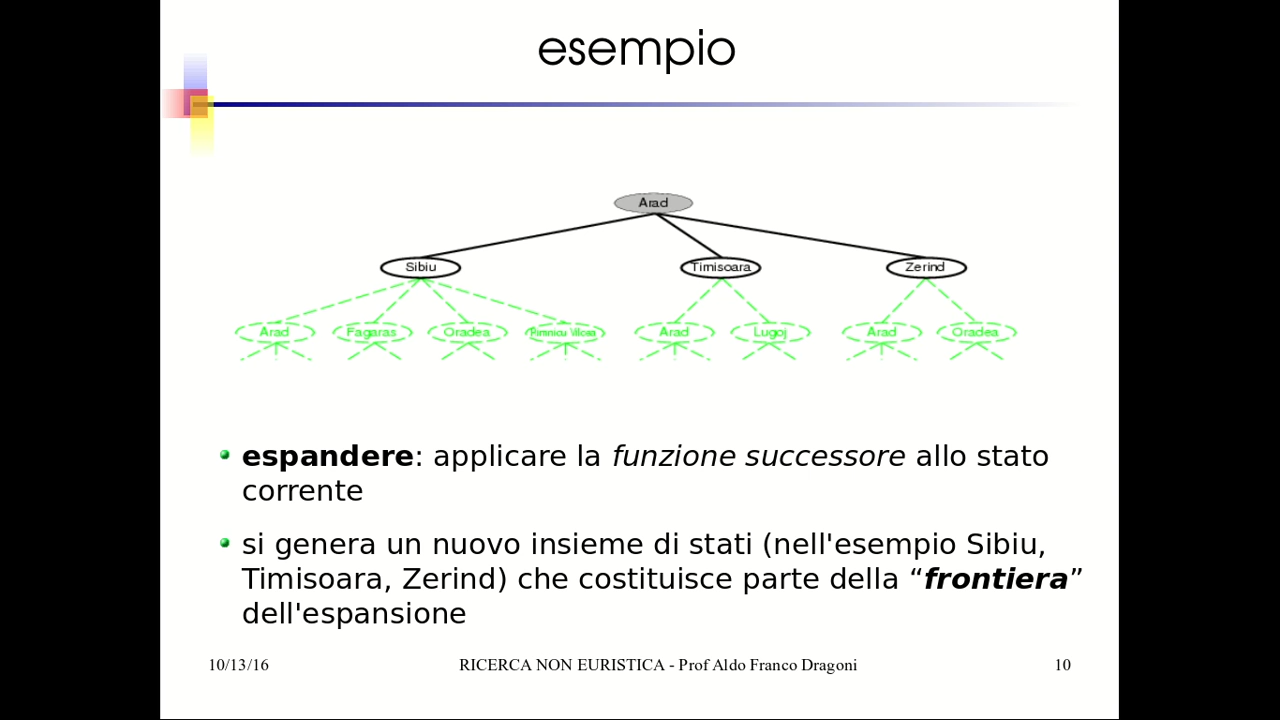 esempio
Arad
Sibiu Timisoara Zerind
Arad Fagaras Oradea Rimnicu Vilcea Arad Lugoj Arad Oradea
espandere: applicare la funzione successore allo stato
corrente
si genera un nuovo insieme di stati (nell'esempio Sibiu,
Timisoara, Zerind) che costituisce parte della “frontiera”
dell'espansione
10/13/16 RICERCA NON EURISTICA - Prof Aldo Franco Dragoni 10